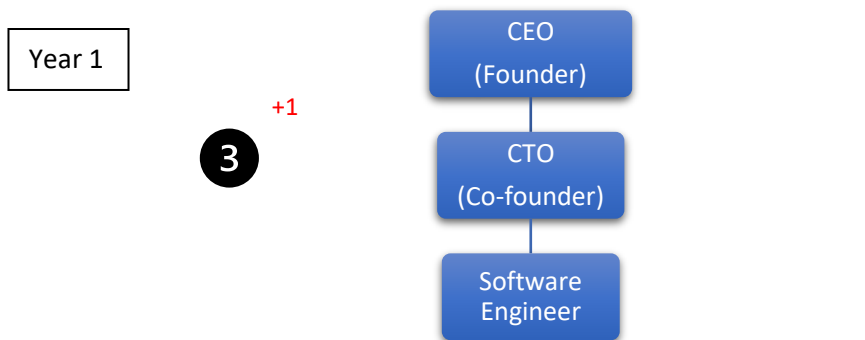 Year 1
+1
3
CEO
(Founder)
CTO
(Co-founder)
Software
Engineer